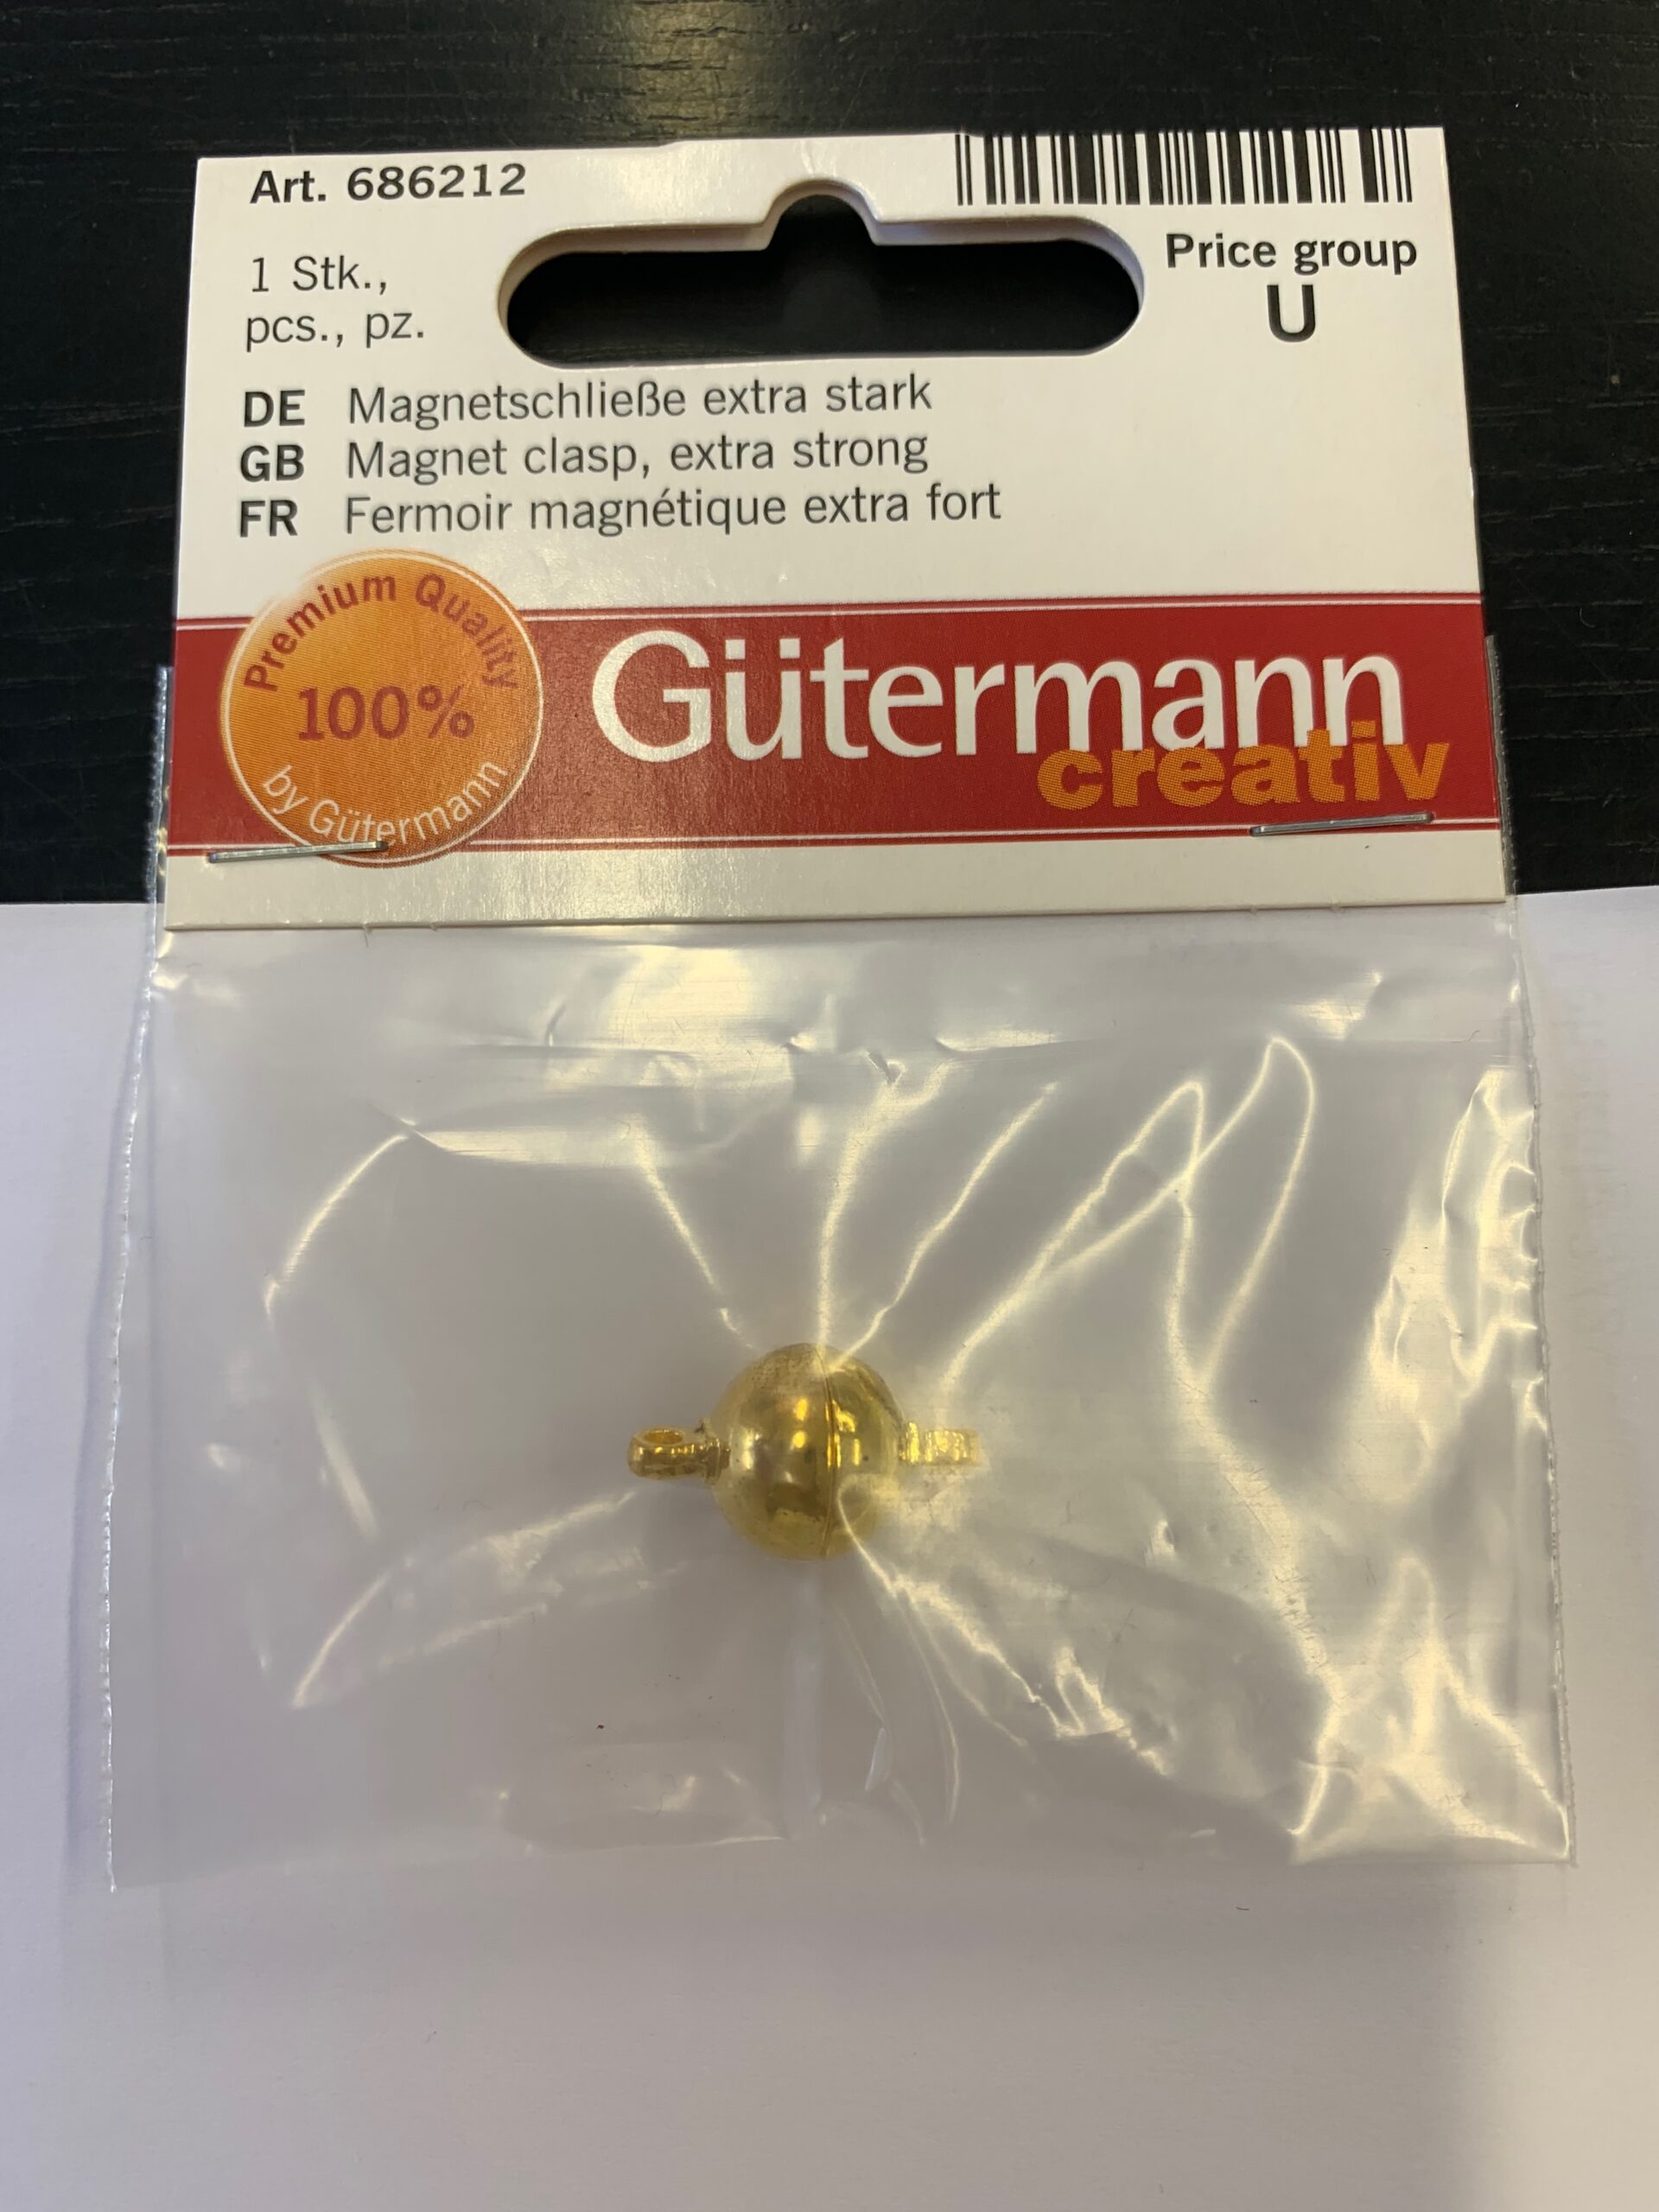 Art. 686212
1 Stk.,
pcs., pz.
Price group
U
DE Magnetschließe extra stark
GB Magnet clasp, extra strong
FR Fermoir magnétique extra fort
Premium Quality
100%
by Gütermann
Gütermann
creativ